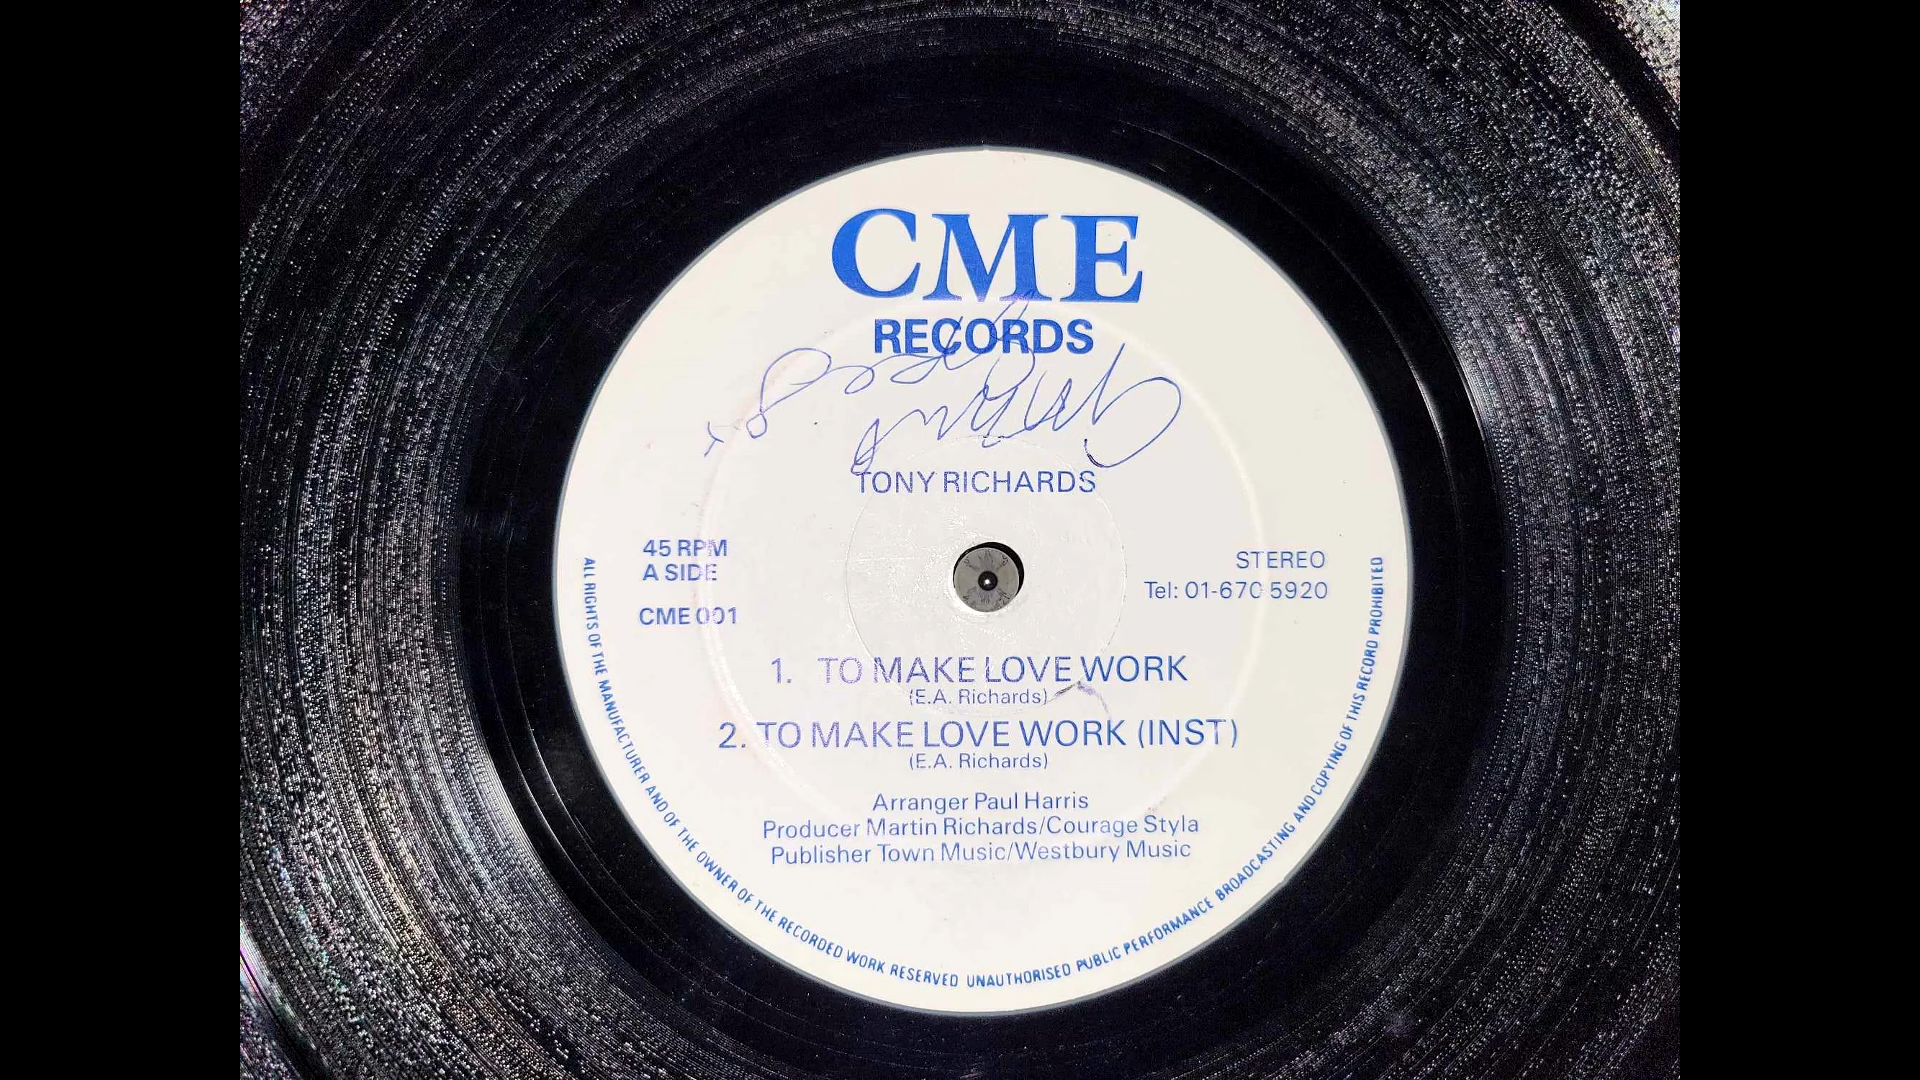 CME
RECORDS
TONY RICHARDS
45 RPM
A SIDE
CME 001
STEREO
Tel: 01-670 5920
1. TO MAKE LOVE WORK
(E.A. Richards)
2. TO MAKE LOVE WORK (INST)
(E.A. Richards)
Arranger Paul Harris
Producer Martin Richards/Courage Styla
Publisher Town Music/Westbury Music
ALL RIGHTS OF THE MANUFACTURER AND OF THE OWNER OF THE RECORDED WORK RESERVED UNAUTHORISED PUBLIC PERFORMANCE BROADCASTING AND COPYING OF THIS RECORD PROHIBITED